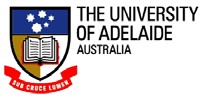 THE UNIVERSITY
OF ADELAIDE
AUSTRALIA
SUB CRUCE LUMEN